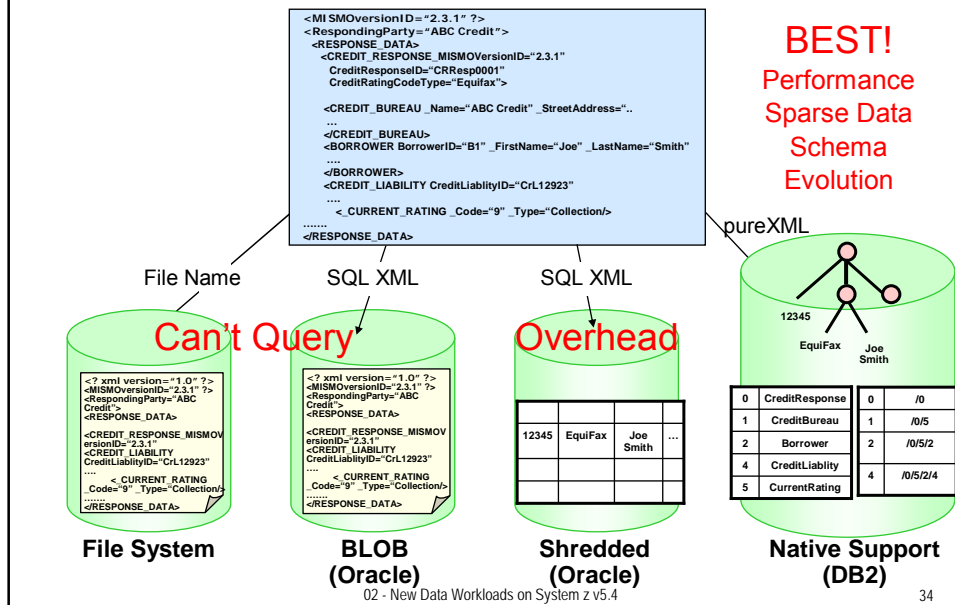 <MISMOversionID="2.3.1" ?>
<RespondingParty="ABC Credit">
<RESPONSE_DATA>
<CREDIT_RESPONSE_MISMOVersionID="2.3.1"
CreditResponseID="CRResp0001"
CreditRatingCodeType="Equifax">
<CREDIT_BUREAU _Name="ABC Credit" _StreetAddress="..
...
</CREDIT_BUREAU>
<BORROWER BorrowerID="B1" _FirstName="Joe" _LastName="Smith"
....
</BORROWER>
<CREDIT_LIABILITY CreditLiablityID="CrL12923"
....
<_CURRENT_RATING _Code="9" _Type="Collection/>
.......
</RESPONSE_DATA>
BEST!
Performance
Sparse Data
Schema
Evolution
File Name
SQL XML
SQL XML
pureXML
Can't Query
Overhead
<? xml version="1.0" ?>
<MISMOversionID="2.3.1" ?>
<RespondingParty="ABC
Credit">
<RESPONSE_DATA>
<CREDIT_RESPONSE_MISMOV
ersionID="2.3.1"
<CREDIT_LIABILITY
CreditLiablityID="CrL12923"
....
<_CURRENT_RATING
_Code="9" _Type="Collection/>
.......
</RESPONSE_DATA>
<? xml version="1.0" ?>
<MISMOversionID="2.3.1" ?>
<RespondingParty="ABC
Credit">
<RESPONSE_DATA>
<CREDIT_RESPONSE_MISMOV
ersionID="2.3.1"
<CREDIT_LIABILITY
CreditLiablityID="CrL12923"
....
<_CURRENT_RATING
_Code="9" _Type="Collection/>
.......
</RESPONSE_DATA>
12345 EquiFax Joe Smith ...
12345
EquiFax
Joe
Smith
0 CreditResponse
1 CreditBureau
2 Borrower
4 CreditLiablity
5 CurrentRating
0 /0
1 /0/5
2 /0/5/2
4 /0/5/2/4
File System
BLOB
(Oracle)
Shredded
(Oracle)
Native Support
(DB2)
02 - New Data Workloads on System z v5.4
34